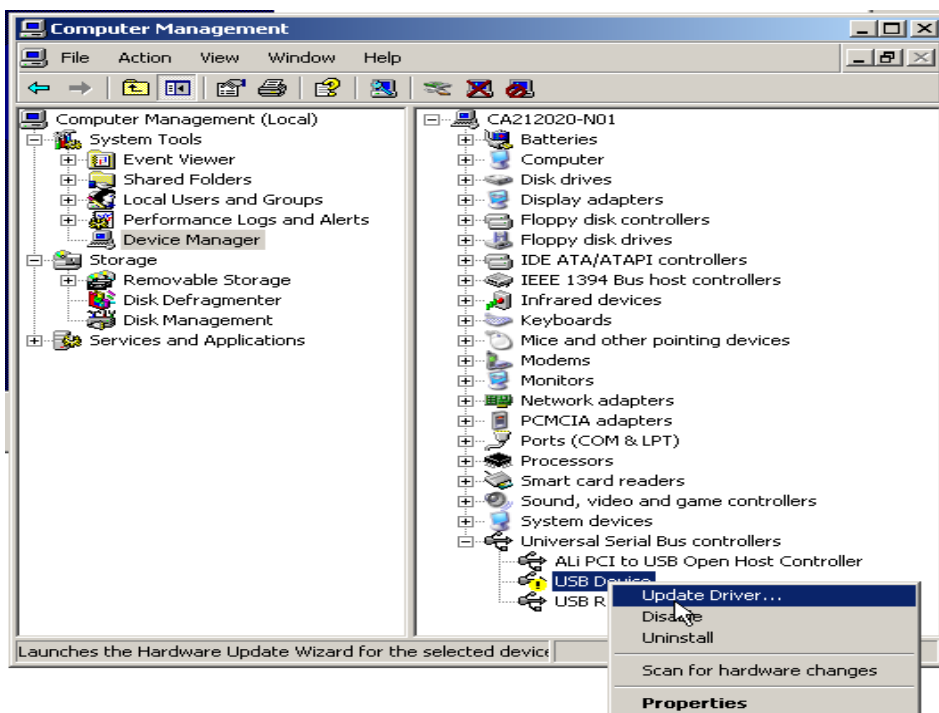 Computer Management
File Action View Window Help
Computer Management (Local)
System Tools
Event Viewer
Shared Folders
Local Users and Groups
Performance Logs and Alerts
Device Manager
Storage
Removable Storage
Disk Defragmenter
Disk Management
Services and Applications
CA212020-N01
Batteries
Computer
Disk drives
Display adapters
Floppy disk controllers
Floppy disk drives
IDE ATA/ATAPI controllers
IEEE 1394 Bus host controllers
Infrared devices
Keyboards
Mice and other pointing devices
Modems
Monitors
Network adapters
PCMCIA adapters
Ports (COM & LPT)
Processors
Smart card readers
Sound, video and game controllers
System devices
Universal Serial Bus controllers
ALi PCI to USB Open Host Controller
USB Device
USB R
Update Driver...
Disable
Uninstall
Scan for hardware changes
Properties
Launches the Hardware Update Wizard for the selected device